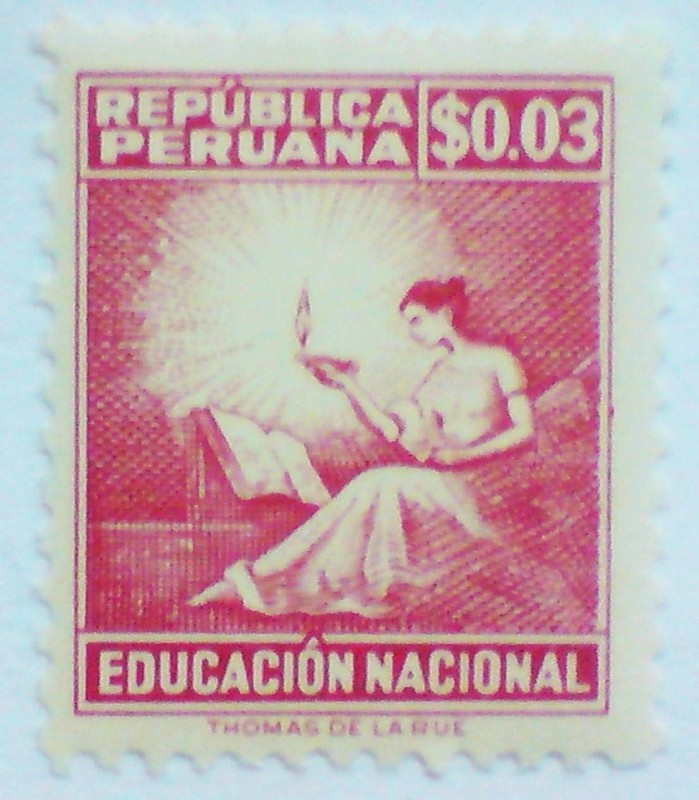 REPÚBLICA
PERUANA
$0.03
EDUCACIÓN NACIONAL
THOMAS DE LA RUE